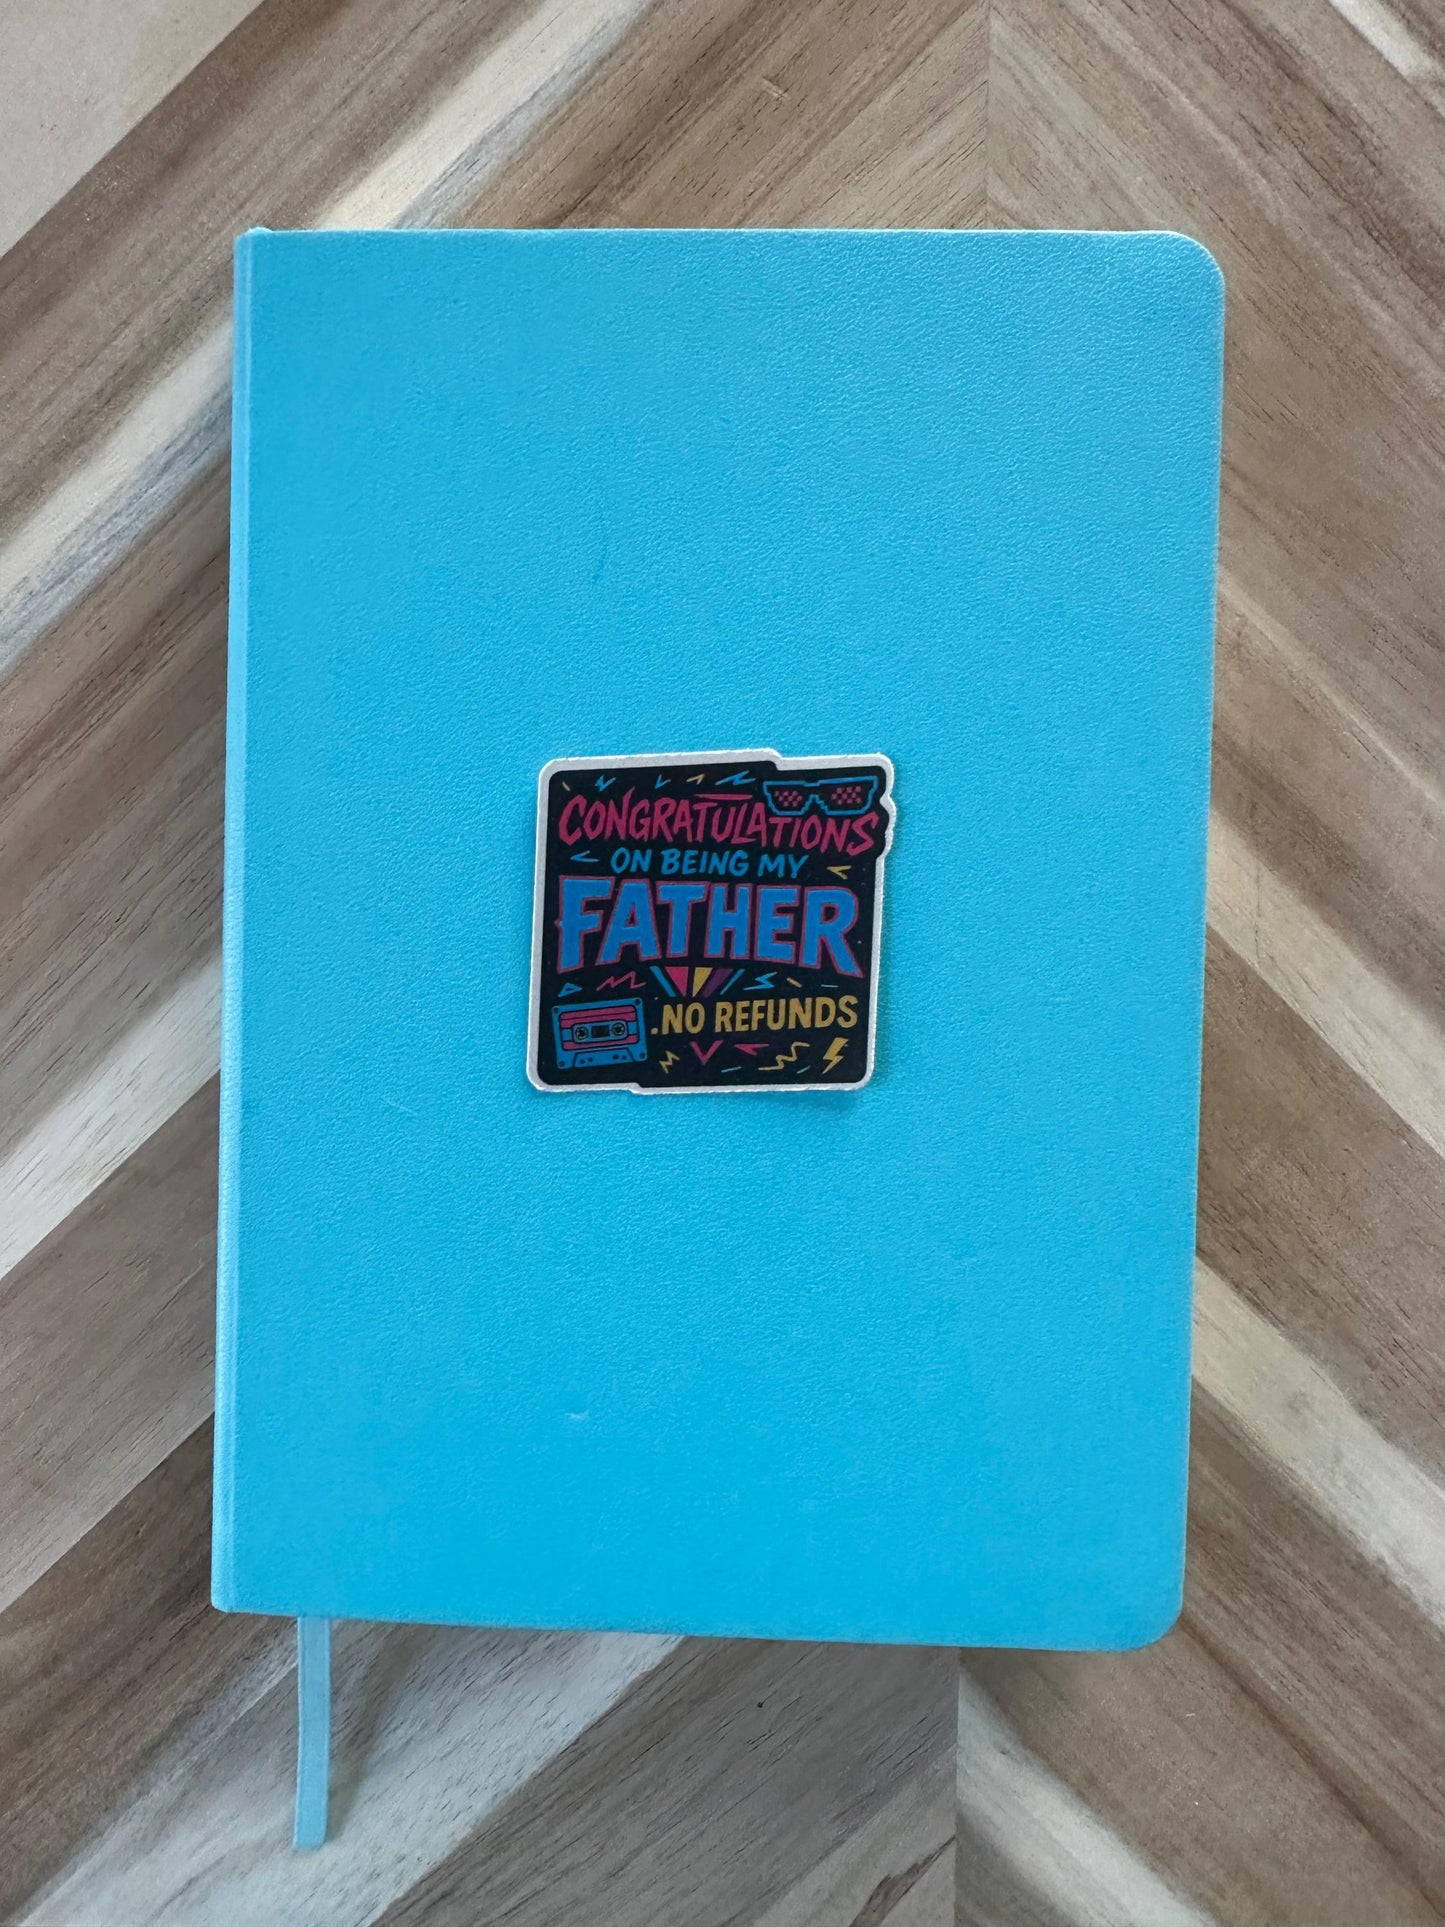 CONGRATULATIONS
ON BEING MY
FATHER
.NO REFUNDS